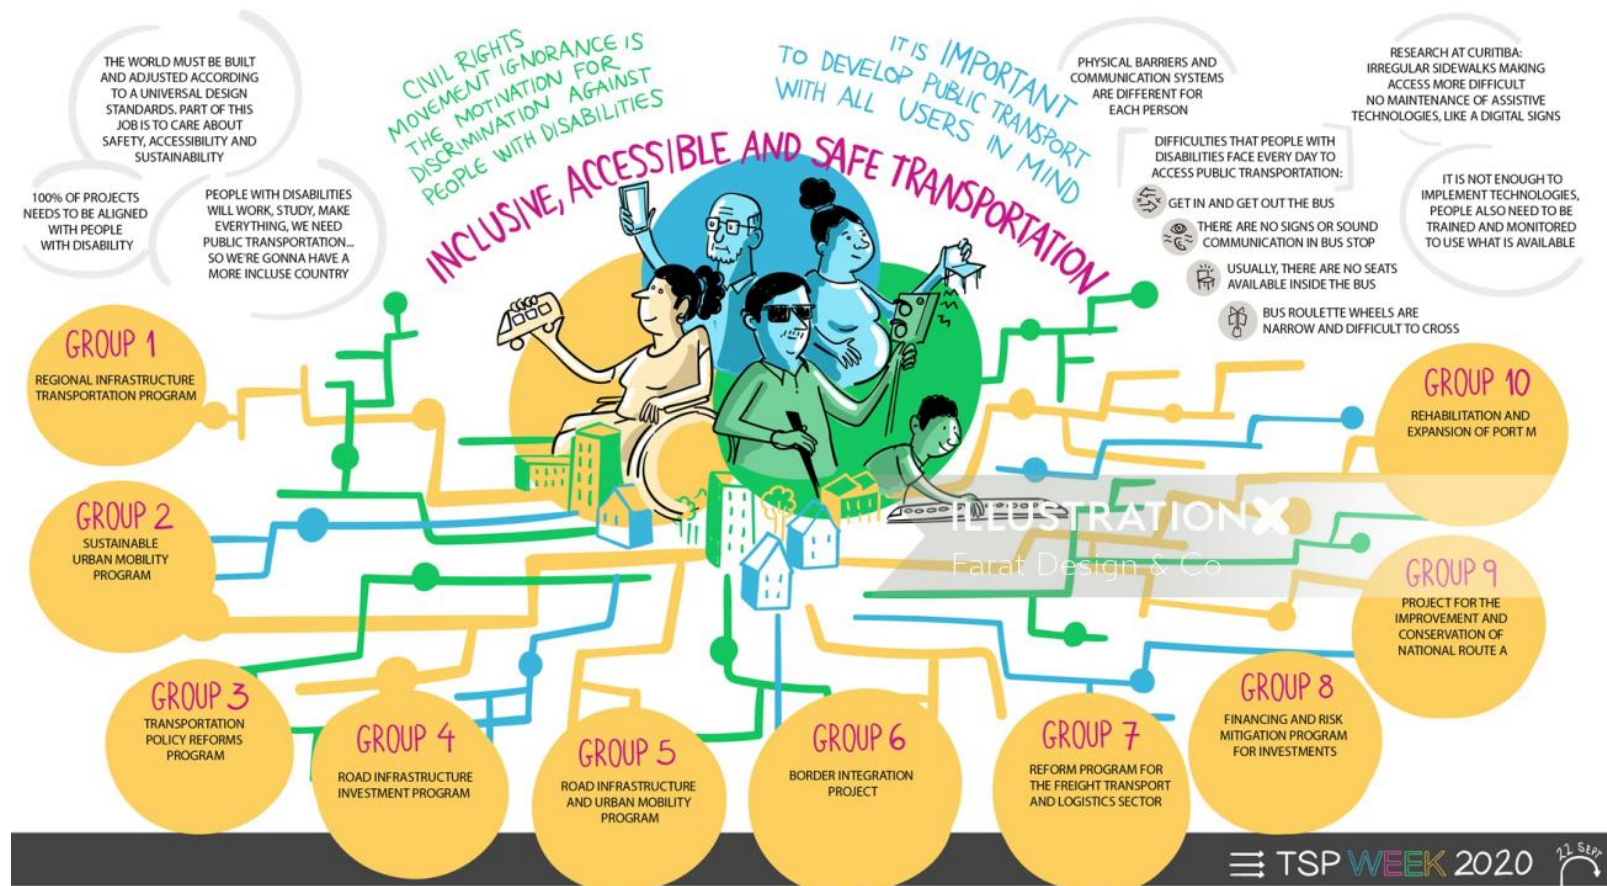 THE WORLD MUST BE BUILT
AND ADJUSTED ACCORDING
TO A UNIVERSAL DESIGN
STANDARDS. PART OF THIS
JOB IS TO CARE ABOUT
SAFETY, ACCESSIBILITY AND
SUSTAINABILITY
100% OF PROJECTS
NEEDS TO BE ALIGNED
WITH PEOPLE
WITH DISABILITY
PEOPLE WITH DISABILITIES
WILL WORK, STUDY, MAKE
EVERYTHING, WE NEED
PUBLIC TRANSPORTATION...
SO WE'RE GONNA HAVE A
MORE INCLUSE COUNTRY
CIVIL RIGHTS
MOVEMENT IGNORANCE IS
THE MOTIVATION FOR
DISCRIMINATION AGAINST
PEOPLE WITH DISABILITIES
IT IS IMPORTANT
TO DEVELOP PUBLIC TRANSPORT
WITH ALL USERS IN MIND
INCLUSIVE, ACCESSIBLE AND SAFE TRANSPORTATION
PHYSICAL BARRIERS AND
COMMUNICATION SYSTEMS
ARE DIFFERENT FOR
EACH PERSON
DIFFICULTIES THAT PEOPLE WITH
DISABILITIES FACE EVERY DAY TO
ACCESS PUBLIC TRANSPORTATION:
GET IN AND GET OUT THE BUS
THERE ARE NO SIGNS OR SOUND
COMMUNICATION IN BUS STOP
USUALLY, THERE ARE NO SEATS
AVAILABLE INSIDE THE BUS
BUS ROULETTE WHEELS ARE
NARROW AND DIFFICULT TO CROSS
RESEARCH AT CURITIBA:
IRREGULAR SIDEWALKS MAKING
ACCESS MORE DIFFICULT
NO MAINTENANCE OF ASSISTIVE
TECHNOLOGIES, LIKE A DIGITAL SIGNS
IT IS NOT ENOUGH TO
IMPLEMENT TECHNOLOGIES,
PEOPLE ALSO NEED TO BE
TRAINED AND MONITORED
TO USE WHAT IS AVAILABLE
GROUP 1
REGIONAL INFRASTRUCTURE
TRANSPORTATION PROGRAM
GROUP 2
SUSTAINABLE
URBAN MOBILITY
PROGRAM
GROUP 3
TRANSPORTATION
POLICY REFORMS
PROGRAM
GROUP 4
ROAD INFRASTRUCTURE
INVESTMENT PROGRAM
GROUP 5
ROAD INFRASTRUCTURE
AND URBAN MOBILITY
PROGRAM
GROUP 6
BORDER INTEGRATION
PROJECT
GROUP 7
REFORM PROGRAM FOR
THE FREIGHT TRANSPORT
AND LOGISTICS SECTOR
GROUP 8
FINANCING AND RISK
MITIGATION PROGRAM
FOR INVESTMENTS
GROUP 9
PROJECT FOR THE
IMPROVEMENT AND
CONSERVATION OF
NATIONAL ROUTE A
GROUP 10
REHABILITATION AND
EXPANSION OF PORT M
ILLUSTRATIONX
Farat Design & Co
TSP WEEK 2020
22 SEPT